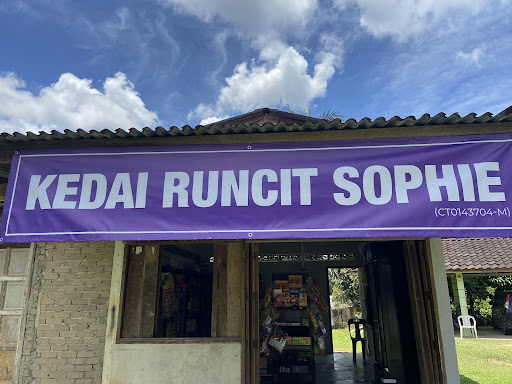 KEDAI RUNCIT SOPHIE
(CT0143704-M)